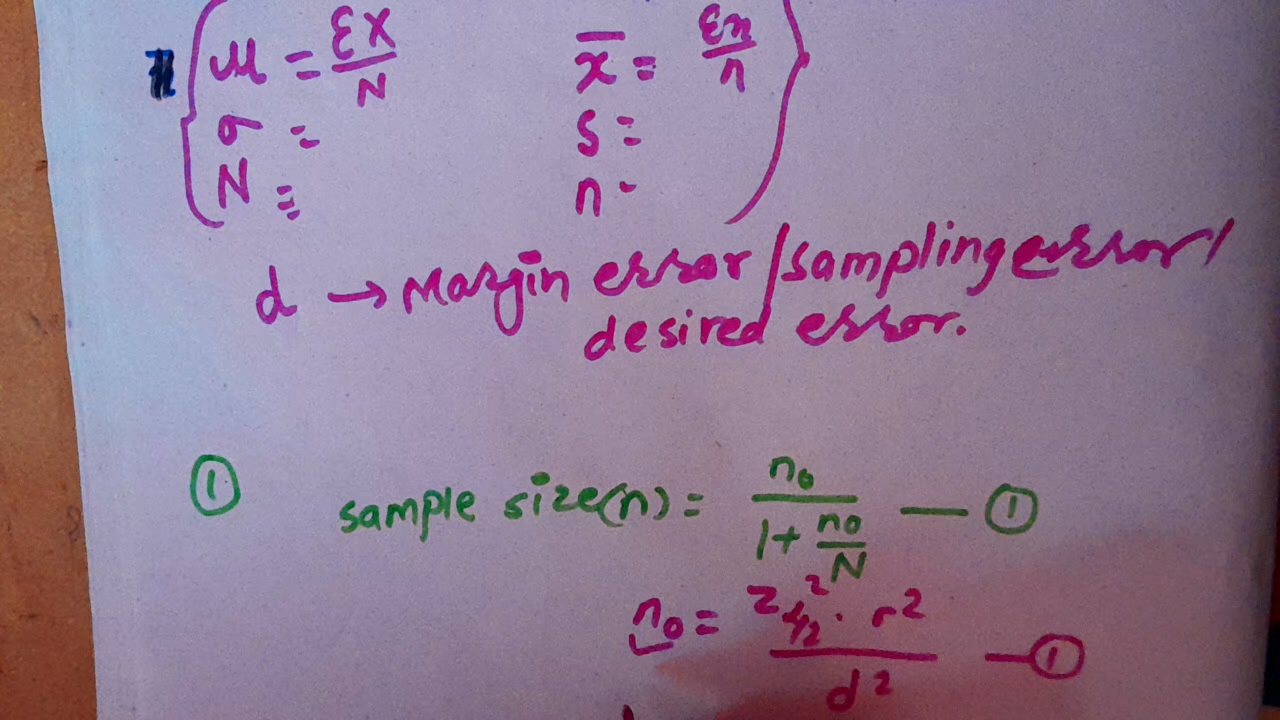 μ = ΣX/N x̄ = Σx/n
σ = S =
N = n -
d → Margin error / sampling error /
desired error.
① sample size(n) = n₀/(1 + n₀/N) — ①
n₀ = Z²α/2 · σ²/d² — ①